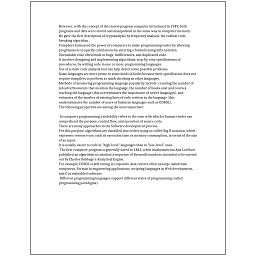 However, with the concept of the stored-program computer introduced in 1949, both
programs and data were stored and manipulated in the same way in computer memory.
He gave the first description of cryptanalysis by frequency analysis, the earliest code-
breaking algorithm.
Compilers harnessed the power of computers to make programming easier by allowing
programmers to specify calculations by entering a formula using infix notation.
Unreadable code often leads to bugs, inefficiencies, and duplicated code.
It involves designing and implementing algorithms, step-by-step specifications of
procedures, by writing code in one or more programming languages.
Use of a static code analysis tool can help detect some possible problems.
Some languages are more prone to some kinds of faults because their specification does not
require compilers to perform as much checking as other languages.
Methods of measuring programming language popularity include: counting the number of
job advertisements that mention the language, the number of books sold and courses
teaching the language (this overestimates the importance of newer languages), and
estimates of the number of existing lines of code written in the language (this
underestimates the number of users of business languages such as COBOL).
The following properties are among the most important:

In computer programming, readability refers to the ease with which a human reader can
comprehend the purpose, control flow, and operation of source code.
There are many approaches to the Software development process.
For this purpose, algorithms are classified into orders using so-called Big O notation, which
expresses resource use, such as execution time or memory consumption, in terms of the size
of an input.
It is usually easier to code in "high-level" languages than in "low-level" ones.
The first computer program is generally dated to 1843, when mathematician Ada Lovelace
published an algorithm to calculate a sequence of Bernoulli numbers, intended to be carried
out by Charles Babbage's Analytical Engine.
For example, COBOL is still strong in corporate data centers often on large mainframe
computers, Fortran in engineering applications, scripting languages in Web development,
and C in embedded software.
Different programming languages support different styles of programming (called
programming paradigms).